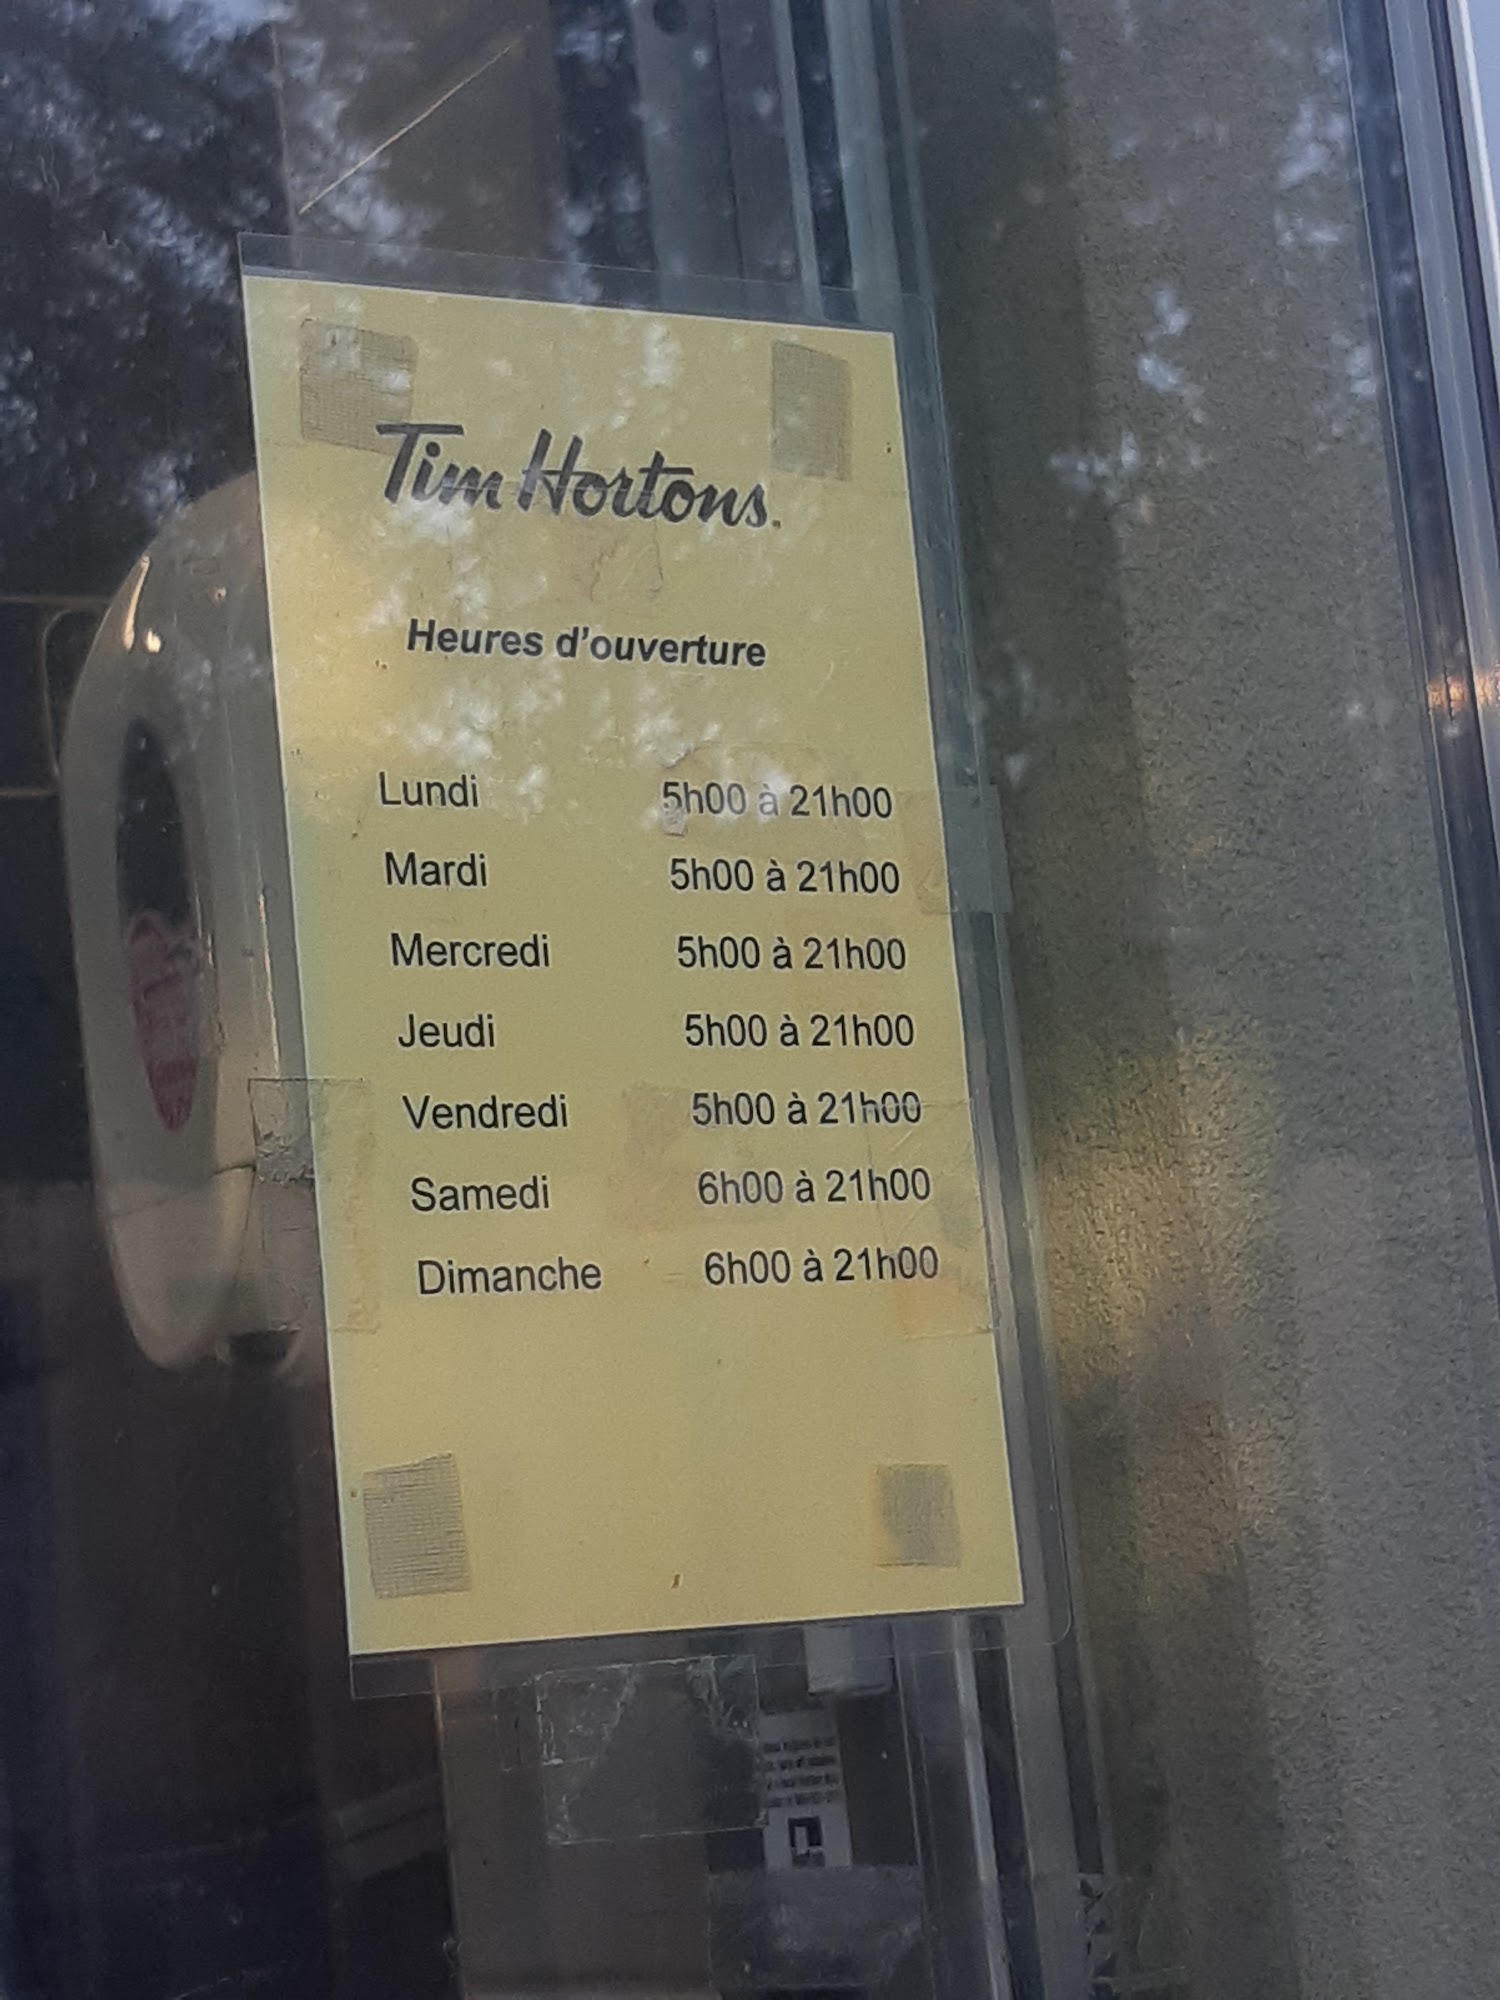 Tim Hortons.
Heures d'ouverture
Lundi 5h00 à 21h00
Mardi 5h00 à 21h00
Mercredi 5h00 à 21h00
Jeudi 5h00 à 21h00
Vendredi 5h00 à 21h00
Samedi 6h00 à 21h00
Dimanche 6h00 à 21h00